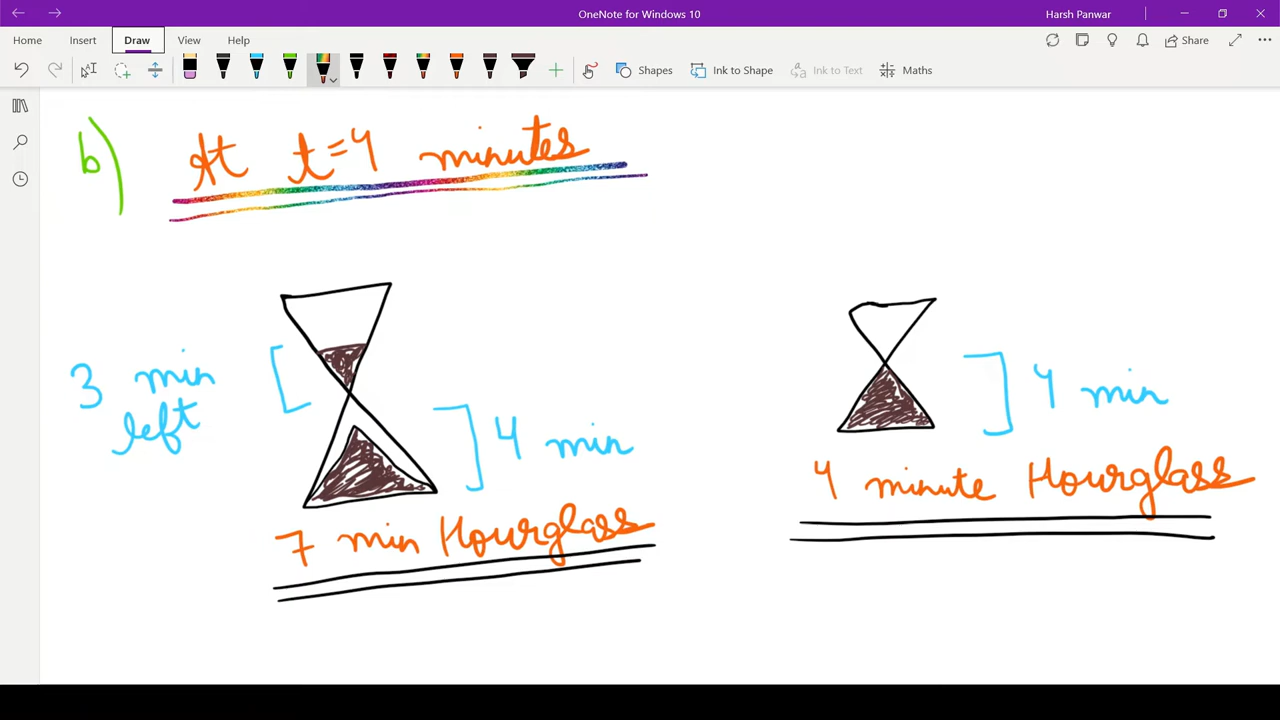 OneNote for Windows 10
Harsh Panwar
Home Insert Draw View Help
Share
Shapes Ink to Shape Ink to Text Maths
b) At t=4 minutes
3 min
left
4 min
7 min Hourglass
4 min
4 minute Hourglass